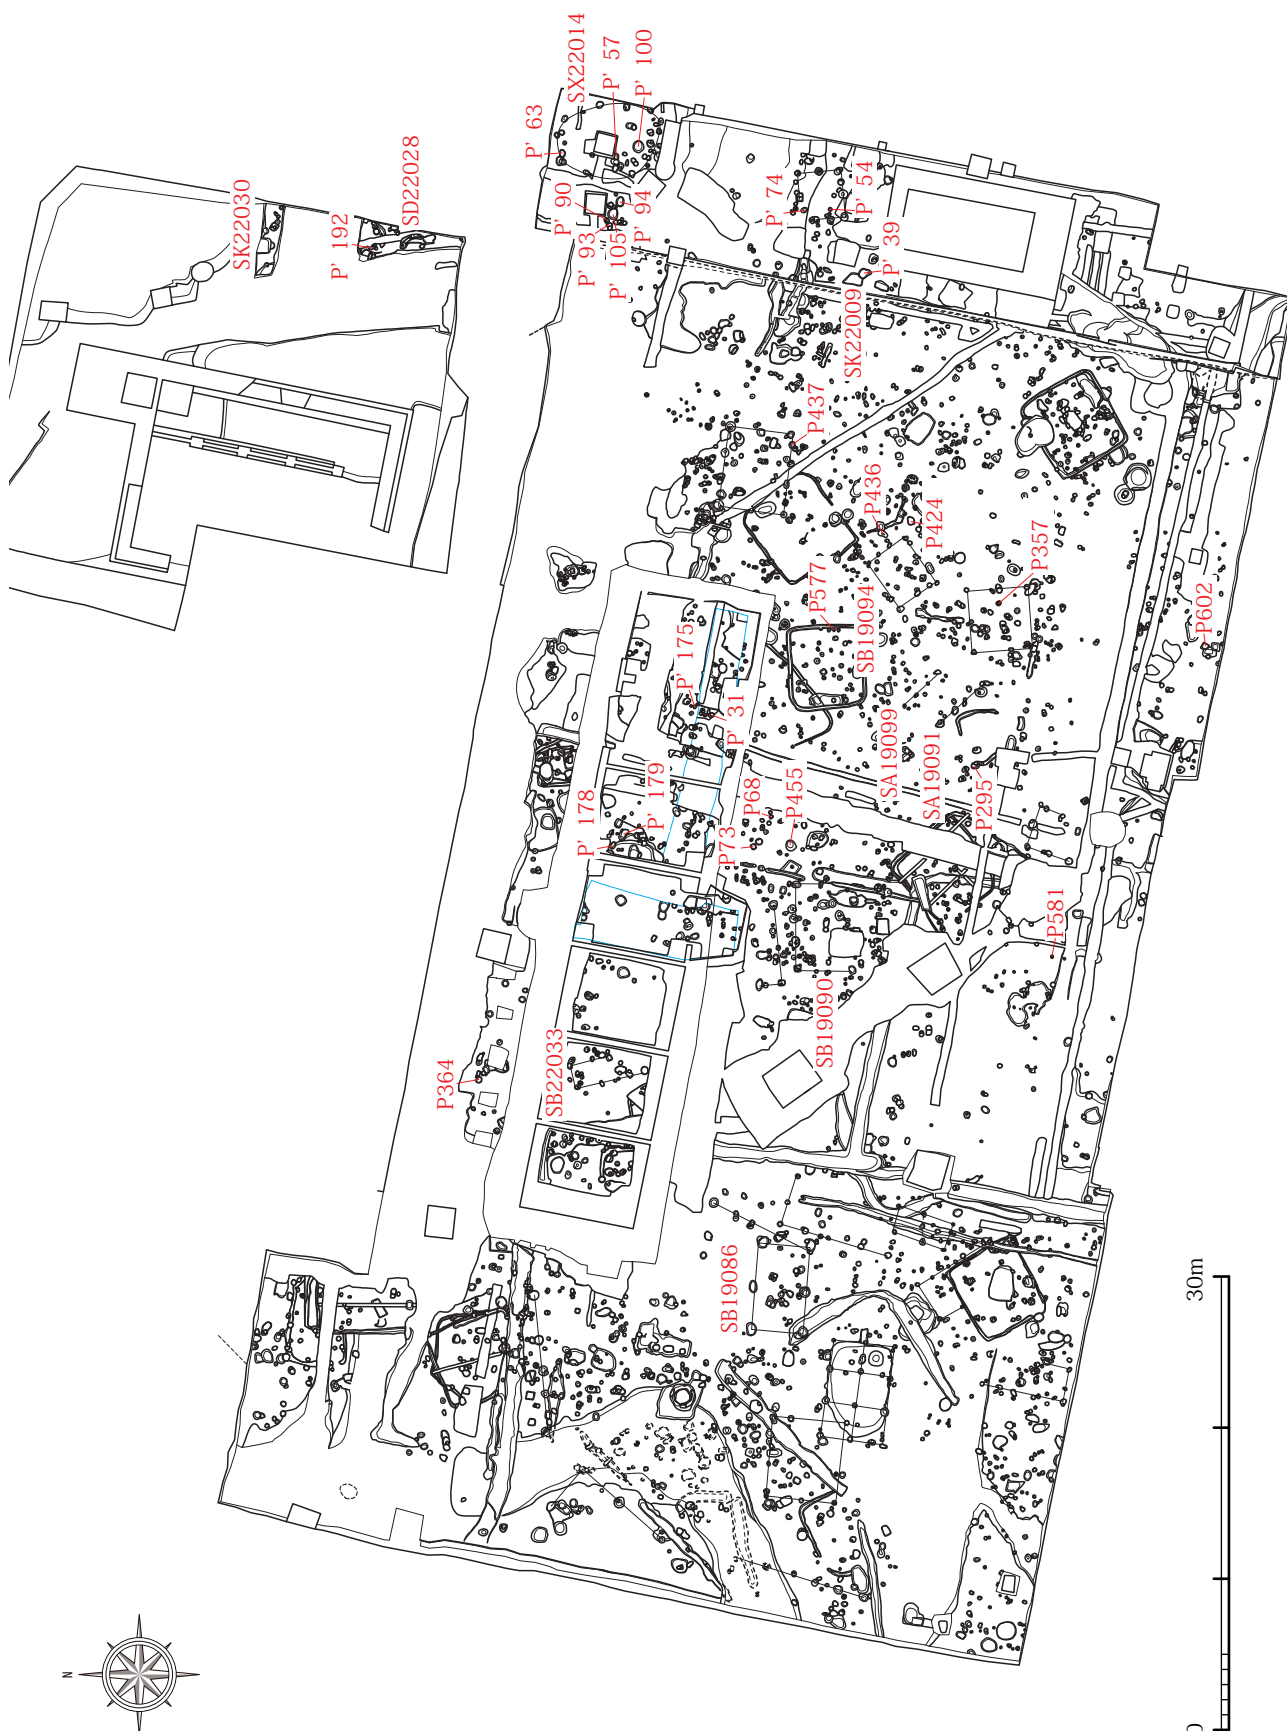 SX22014
P' 63
P' 57
P' 100
SK22030
P' 192
SD22028
P' 90
P' 93
P' 105
P' 94
P' 74
P' 54
P' 39
SK22009
P437
P436
P424
P357
P577
SB19094
P602
P' 175
P' 31
SA19099
SA19091
P295
P' 178
P' 179
P68
P73
P455
P581
SB19090
P364
SB22033
SB19086
30m
0
N